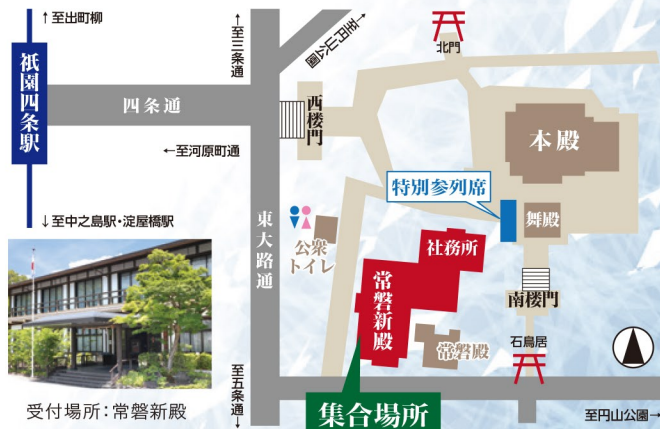 ↑至出町柳
祇園四条駅
↓至中之島駅・淀屋橋駅
四条通
←至河原町通
←至三条通
→至円山公園
東大路通
至五条通→
西楼門
北門
本殿
特別参列席
舞殿
社務所
公衆
トイレ
常磐新殿
常磐殿
南楼門
石鳥居
集合場所
至円山公園→
受付場所：常磐新殿